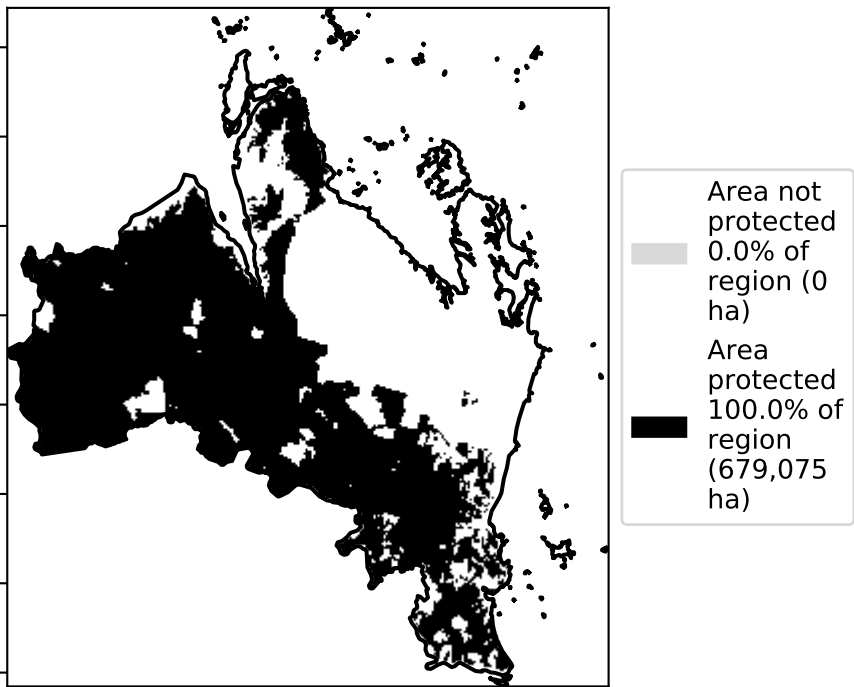 Area not
protected
0.0% of
region (0
ha)
Area
protected
100.0% of
region
(679,075
ha)